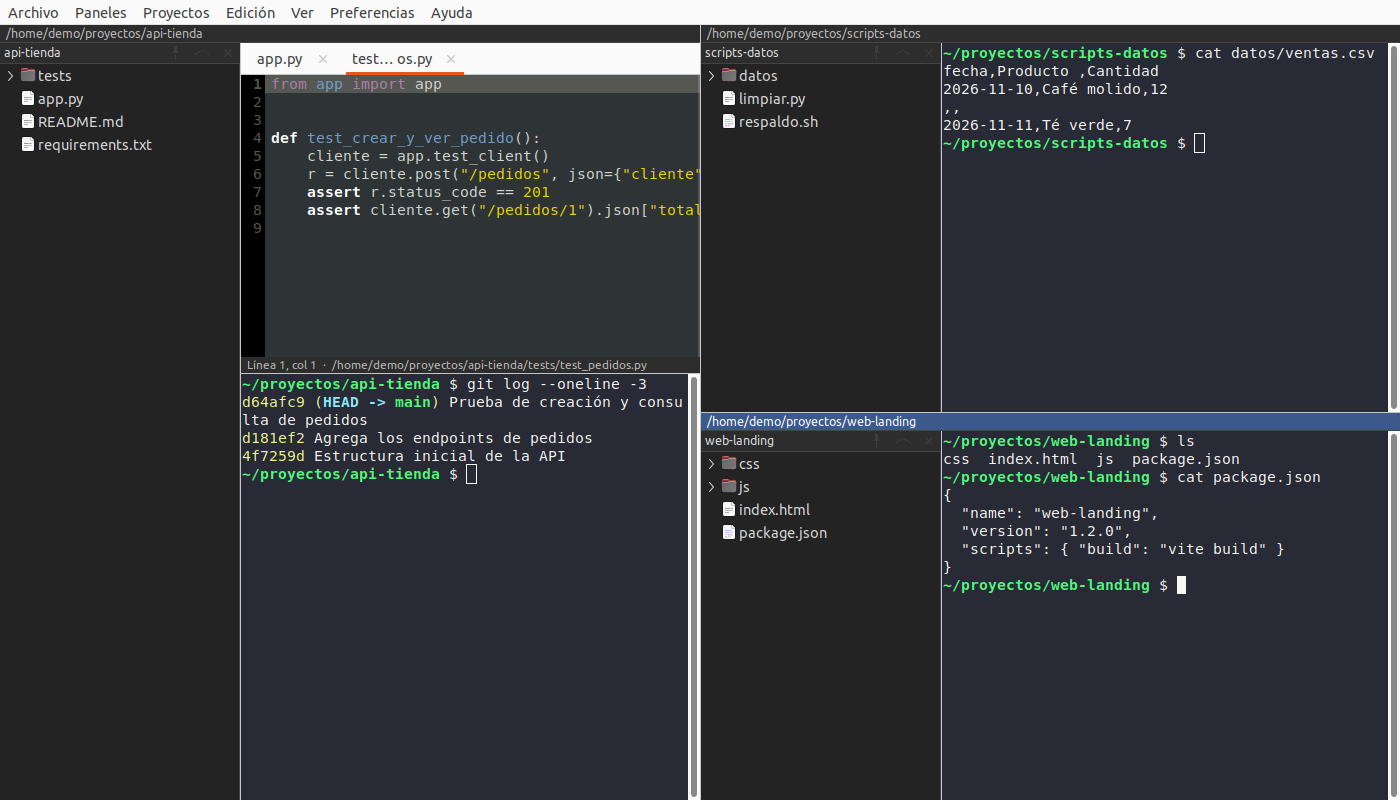 Archivo Paneles Proyectos Edición Ver Preferencias Ayuda
/home/demo/proyectos/api-tienda
api-tienda
tests
app.py
README.md
requirements.txt
app.py
test… os.py
1 from app import app
2
3
4 def test_crear_y_ver_pedido():
5     cliente = app.test_client()
6     r = cliente.post("/pedidos", json={"cliente"
7     assert r.status_code == 201
8     assert cliente.get("/pedidos/1").json["total
9
Línea 1, col 1 · /home/demo/proyectos/api-tienda/tests/test_pedidos.py
~/proyectos/api-tienda $ git log --oneline -3
d64afc9 (HEAD -> main) Prueba de creación y consu
lta de pedidos
d181ef2 Agrega los endpoints de pedidos
4f7259d Estructura inicial de la API
~/proyectos/api-tienda $
/home/demo/proyectos/scripts-datos
scripts-datos
datos
limpiar.py
respaldo.sh
~/proyectos/scripts-datos $ cat datos/ventas.csv
fecha,Producto ,Cantidad
2026-11-10,Café molido,12
,,
2026-11-11,Té verde,7
~/proyectos/scripts-datos $
/home/demo/proyectos/web-landing
web-landing
css
js
index.html
package.json
~/proyectos/web-landing $ ls
css  index.html  js  package.json
~/proyectos/web-landing $ cat package.json
{
  "name": "web-landing",
  "version": "1.2.0",
  "scripts": { "build": "vite build" }
}
~/proyectos/web-landing $